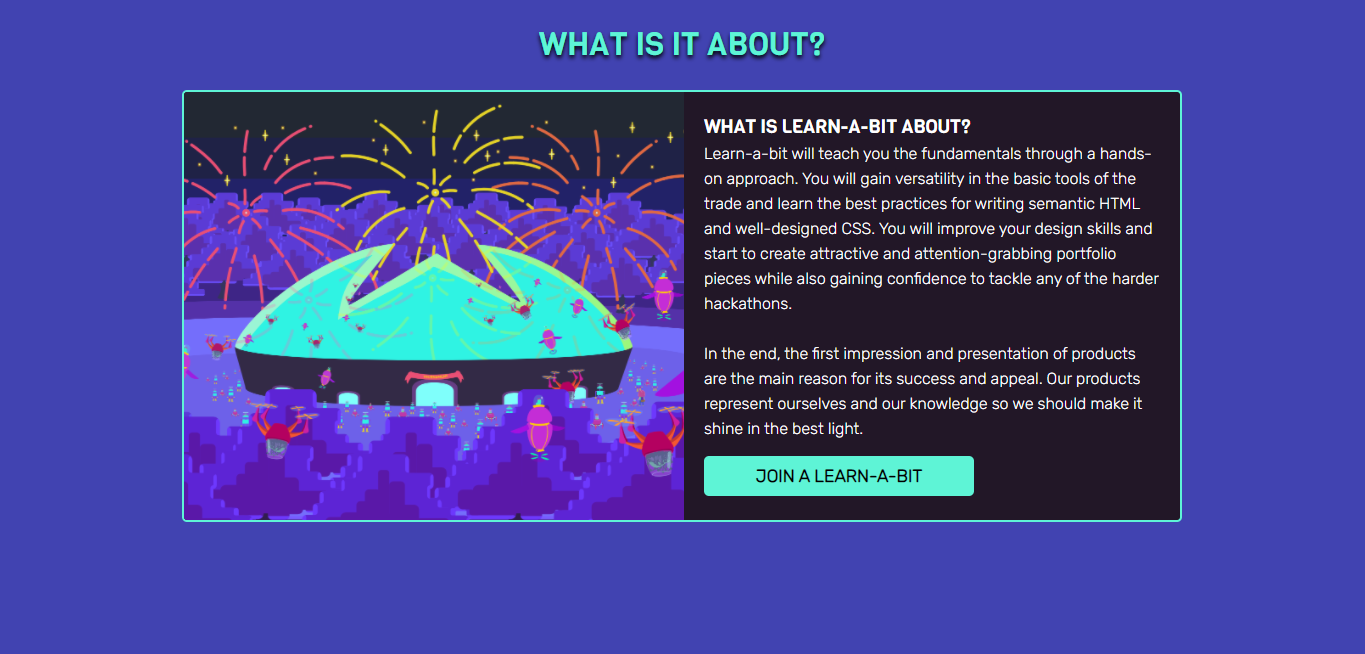 WHAT IS IT ABOUT?
WHAT IS LEARN-A-BIT ABOUT?
Learn-a-bit will teach you the fundamentals through a hands-
on approach. You will gain versatility in the basic tools of the
trade and learn the best practices for writing semantic HTML
and well-designed CSS. You will improve your design skills and
start to create attractive and attention-grabbing portfolio
pieces while also gaining confidence to tackle any of the harder
hackathons.
In the end, the first impression and presentation of products
are the main reason for its success and appeal. Our products
represent ourselves and our knowledge so we should make it
shine in the best light.
JOIN A LEARN-A-BIT